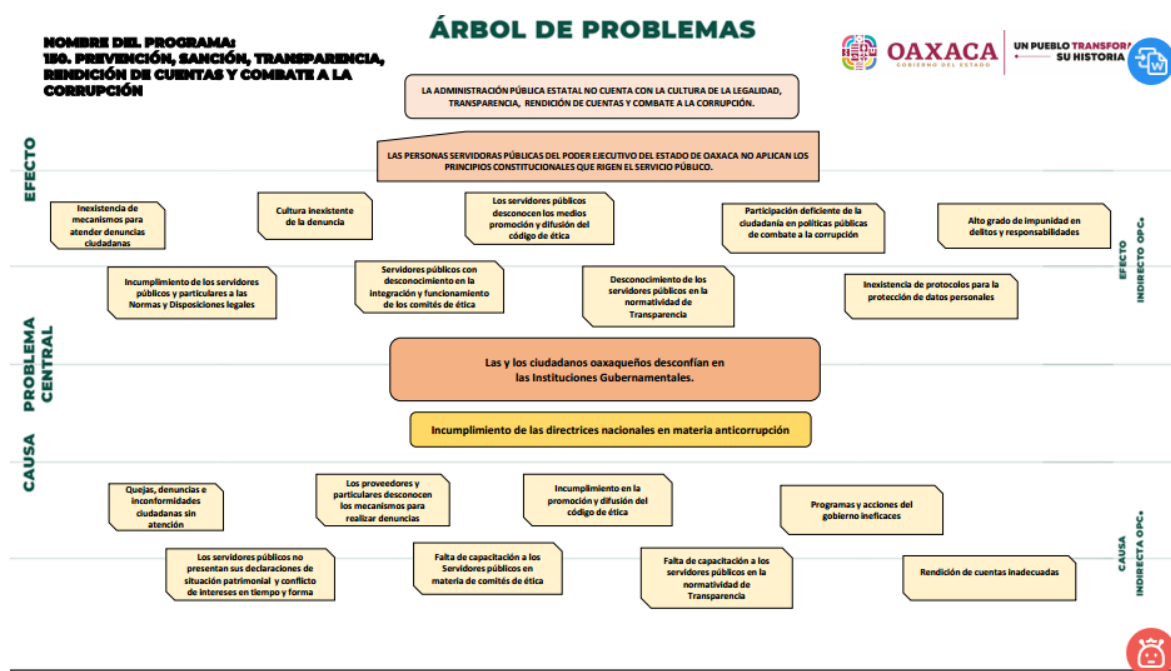 ÁRBOL DE PROBLEMAS
NOMBRE DEL PROGRAMA:
150. PREVENCIÓN, SANCIÓN, TRANSPARENCIA,
RENDICIÓN DE CUENTAS Y COMBATE A LA
CORRUPCIÓN
OAXACA
GOBIERNO DEL ESTADO
UN PUEBLO TRANSFORMA
SU HISTORIA
W
LA ADMINISTRACIÓN PÚBLICA ESTATAL NO CUENTA CON LA CULTURA DE LA LEGALIDAD,
TRANSPARENCIA, RENDICIÓN DE CUENTAS Y COMBATE A LA CORRUPCIÓN.
EFECTO
LAS PERSONAS SERVIDORAS PÚBLICAS DEL PODER EJECUTIVO DEL ESTADO DE OAXACA NO APLICAN LOS
PRINCIPIOS CONSTITUCIONALES QUE RIGEN EL SERVICIO PÚBLICO.
Inexistencia de
mecanismos para
atender denuncias
ciudadanas
Cultura inexistente
de la denuncia
Los servidores públicos
desconocen los medios
promoción y difusión del
código de ética
Participación deficiente de la
ciudadanía en políticas públicas
de combate a la corrupción
Alto grado de impunidad en
delitos y responsabilidades
EFECTO
INDIRECTO OPC.
Incumplimiento de los servidores
públicos y particulares a las
Normas y Disposiciones legales
Servidores públicos con
desconocimiento en la
integración y funcionamiento
de los comités de ética
Desconocimiento de los
servidores públicos en la
normatividad de
Transparencia
Inexistencia de protocolos para la
protección de datos personales
PROBLEMA
CENTRAL
Las y los ciudadanos oaxaqueños desconfían en
las Instituciones Gubernamentales.
Incumplimiento de las directrices nacionales en materia anticorrupción
CAUSA
Quejas, denuncias e
inconformidades
ciudadanas sin
atención
Los proveedores y
particulares desconocen
los mecanismos para
realizar denuncias
Incumplimiento en la
promoción y difusión del
código de ética
Programas y acciones del
gobierno ineficaces
CAUSA
INDIRECTA OPC.
Los servidores públicos no
presentan sus declaraciones de
situación patrimonial y conflicto
de intereses en tiempo y forma
Falta de capacitación a los
Servidores públicos en
materia de comités de ética
Falta de capacitación a los
servidores públicos en la
normatividad de
Transparencia
Rendición de cuentas inadecuadas